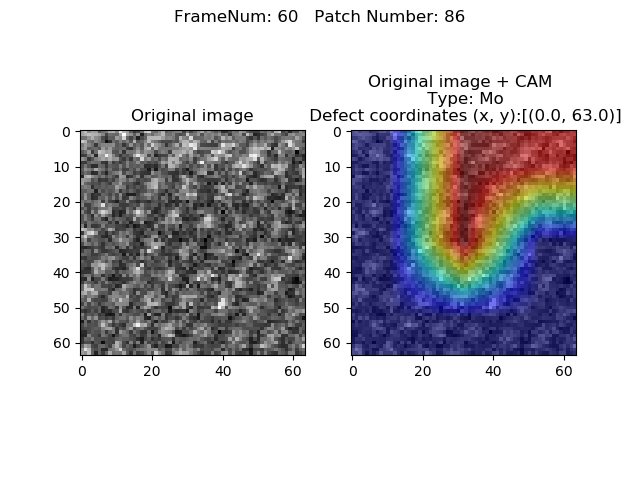 FrameNum: 60   Patch Number: 86
Original image
Original image + CAM
Type: Mo
Defect coordinates (x, y):[(0.0, 63.0)]
0
10
20
30
40
50
60
0 20 40 60
0
10
20
30
40
50
60
0 20 40 60